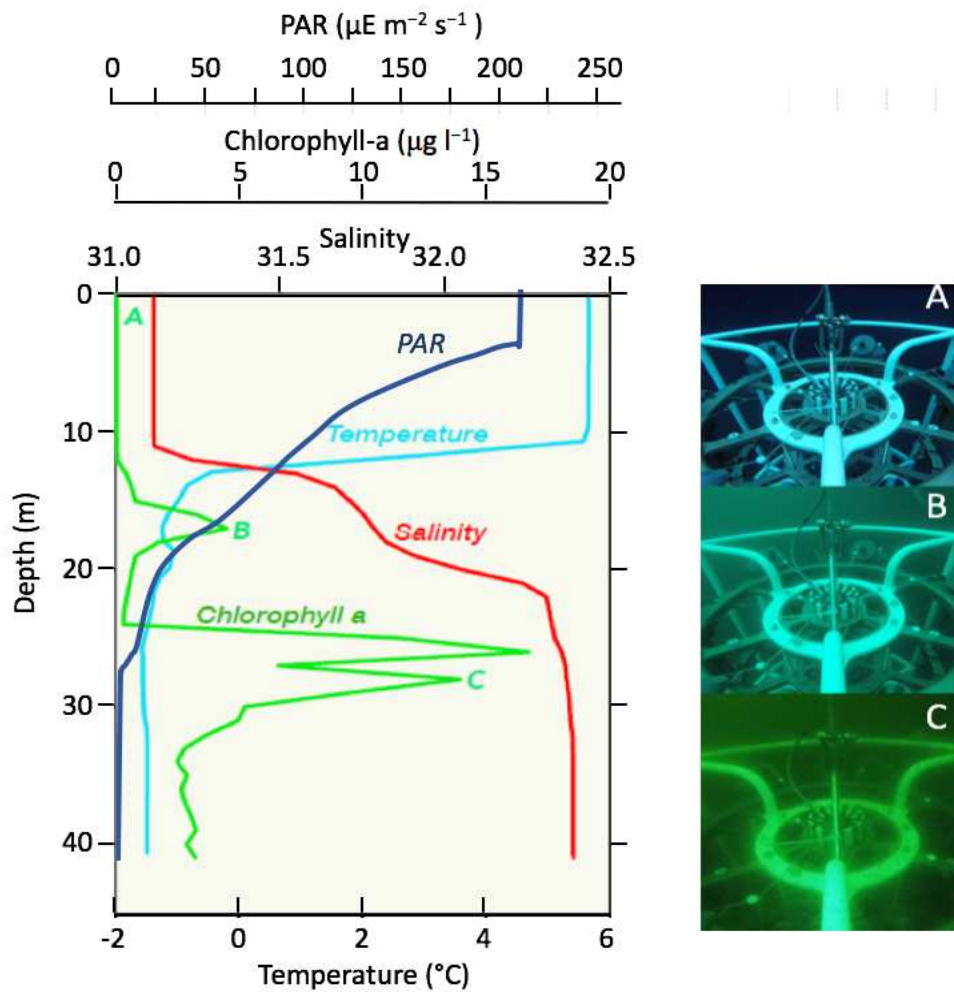 PAR (µE m⁻² s⁻¹ )
0 50 100 150 200 250
Chlorophyll-a (µg l⁻¹)
0 5 10 15 20
Salinity
31.0 31.5 32.0 32.5
0
10
20
30
40
Depth (m)
A
PAR
Temperature
B
Salinity
Chlorophyll a
C
-2 0 2 4 6
Temperature (°C)
A
B
C